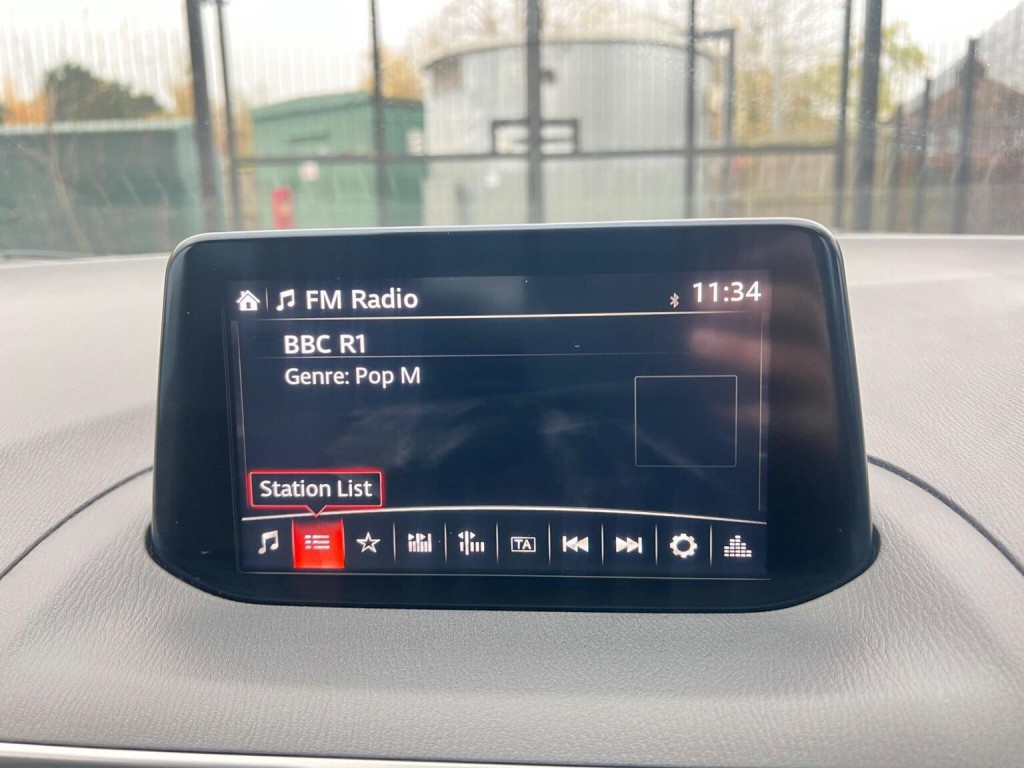 FM Radio
11:34
BBC R1
Genre: Pop M
Station List
TA